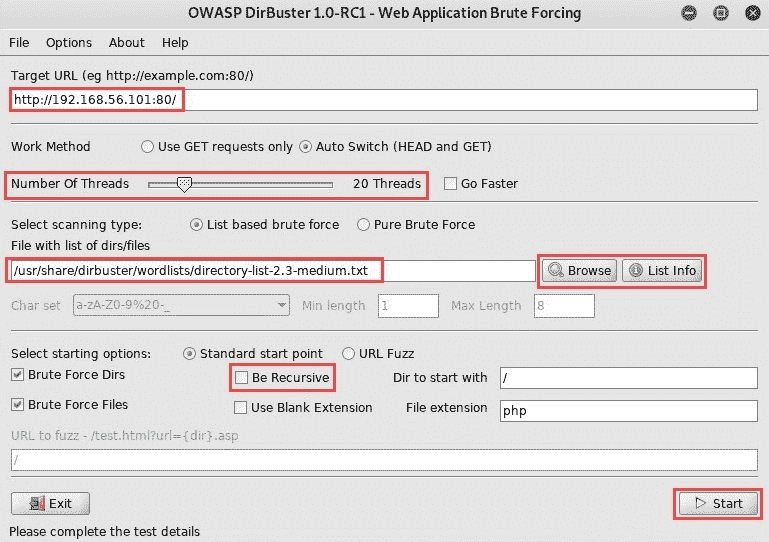 OWASP DirBuster 1.0-RC1 - Web Application Brute Forcing
File Options About Help
Target URL (eg http://example.com:80/)
http://192.168.56.101:80/
Work Method Use GET requests only Auto Switch (HEAD and GET)
Number Of Threads 20 Threads Go Faster
Select scanning type: List based brute force Pure Brute Force
File with list of dirs/files
/usr/share/dirbuster/wordlists/directory-list-2.3-medium.txt Browse List Info
Char set a-zA-Z0-9%20-_ Min length 1 Max Length 8
Select starting options: Standard start point URL Fuzz
Brute Force Dirs Be Recursive Dir to start with /
Brute Force Files Use Blank Extension File extension php
URL to fuzz - /test.html?url={dir}.asp
/
Exit Start
Please complete the test details